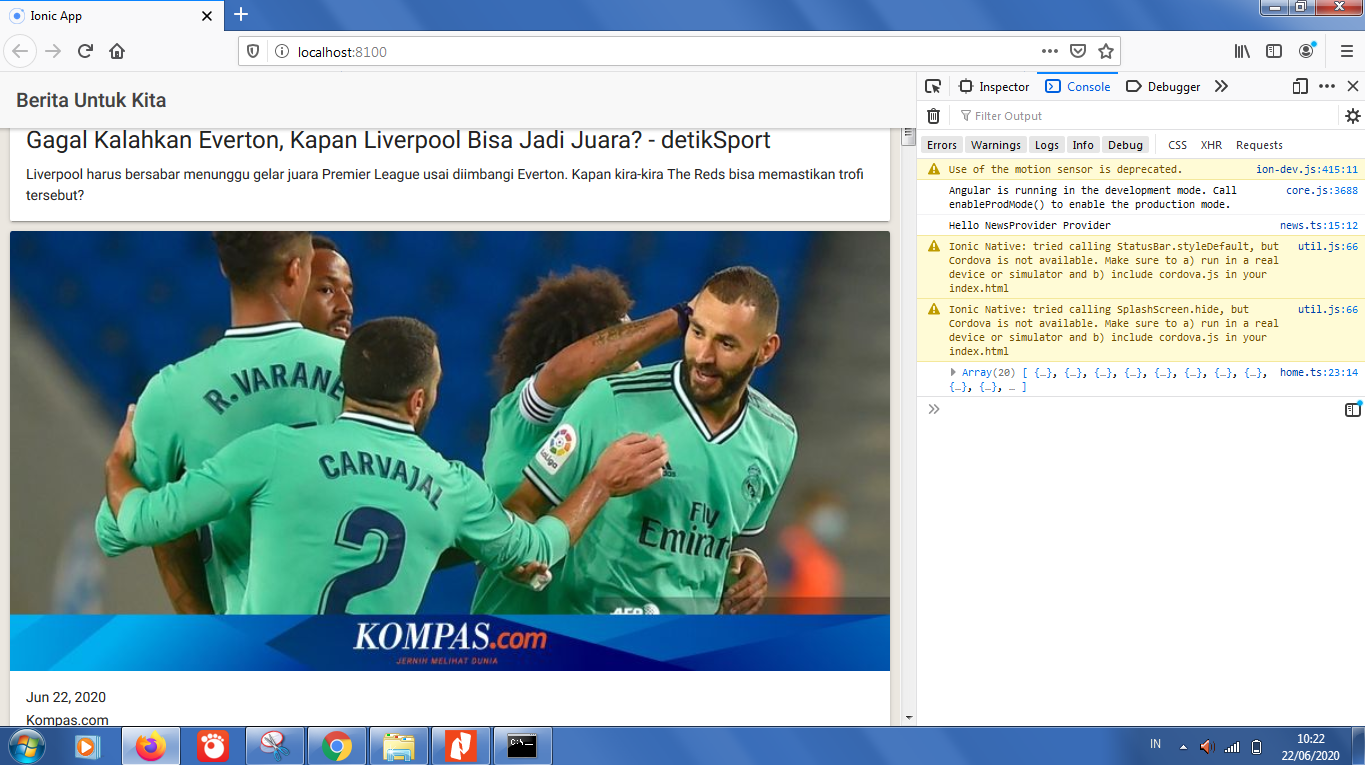 Ionic App
localhost:8100
Berita Untuk Kita
Gagal Kalahkan Everton, Kapan Liverpool Bisa Jadi Juara? - detikSport
Liverpool harus bersabar menunggu gelar juara Premier League usai diimbangi Everton. Kapan kira-kira The Reds bisa memastikan trofi
tersebut?
R.VARANE
CARVAJAL
2
LaLiga
adidas
Fly
Emirat
AFP
KOMPAS.com
JERNIH MELIHAT DUNIA
Jun 22, 2020
Kompas.com
Inspector Console Debugger
Filter Output
Errors Warnings Logs Info Debug CSS XHR Requests
Use of the motion sensor is deprecated. ion-dev.js:415:11
Angular is running in the development mode. Call core.js:3688
enableProdMode() to enable the production mode.
Hello NewsProvider Provider news.ts:15:12
Ionic Native: tried calling StatusBar.styleDefault, but util.js:66
Cordova is not available. Make sure to a) run in a real
device or simulator and b) include cordova.js in your
index.html
Ionic Native: tried calling SplashScreen.hide, but util.js:66
Cordova is not available. Make sure to a) run in a real
device or simulator and b) include cordova.js in your
index.html
Array(20) [ {…}, {…}, {…}, {…}, {…}, {…}, {…}, {…}, home.ts:23:14
{…}, {…}, … ]
C:\_
IN
10:22
22/06/2020